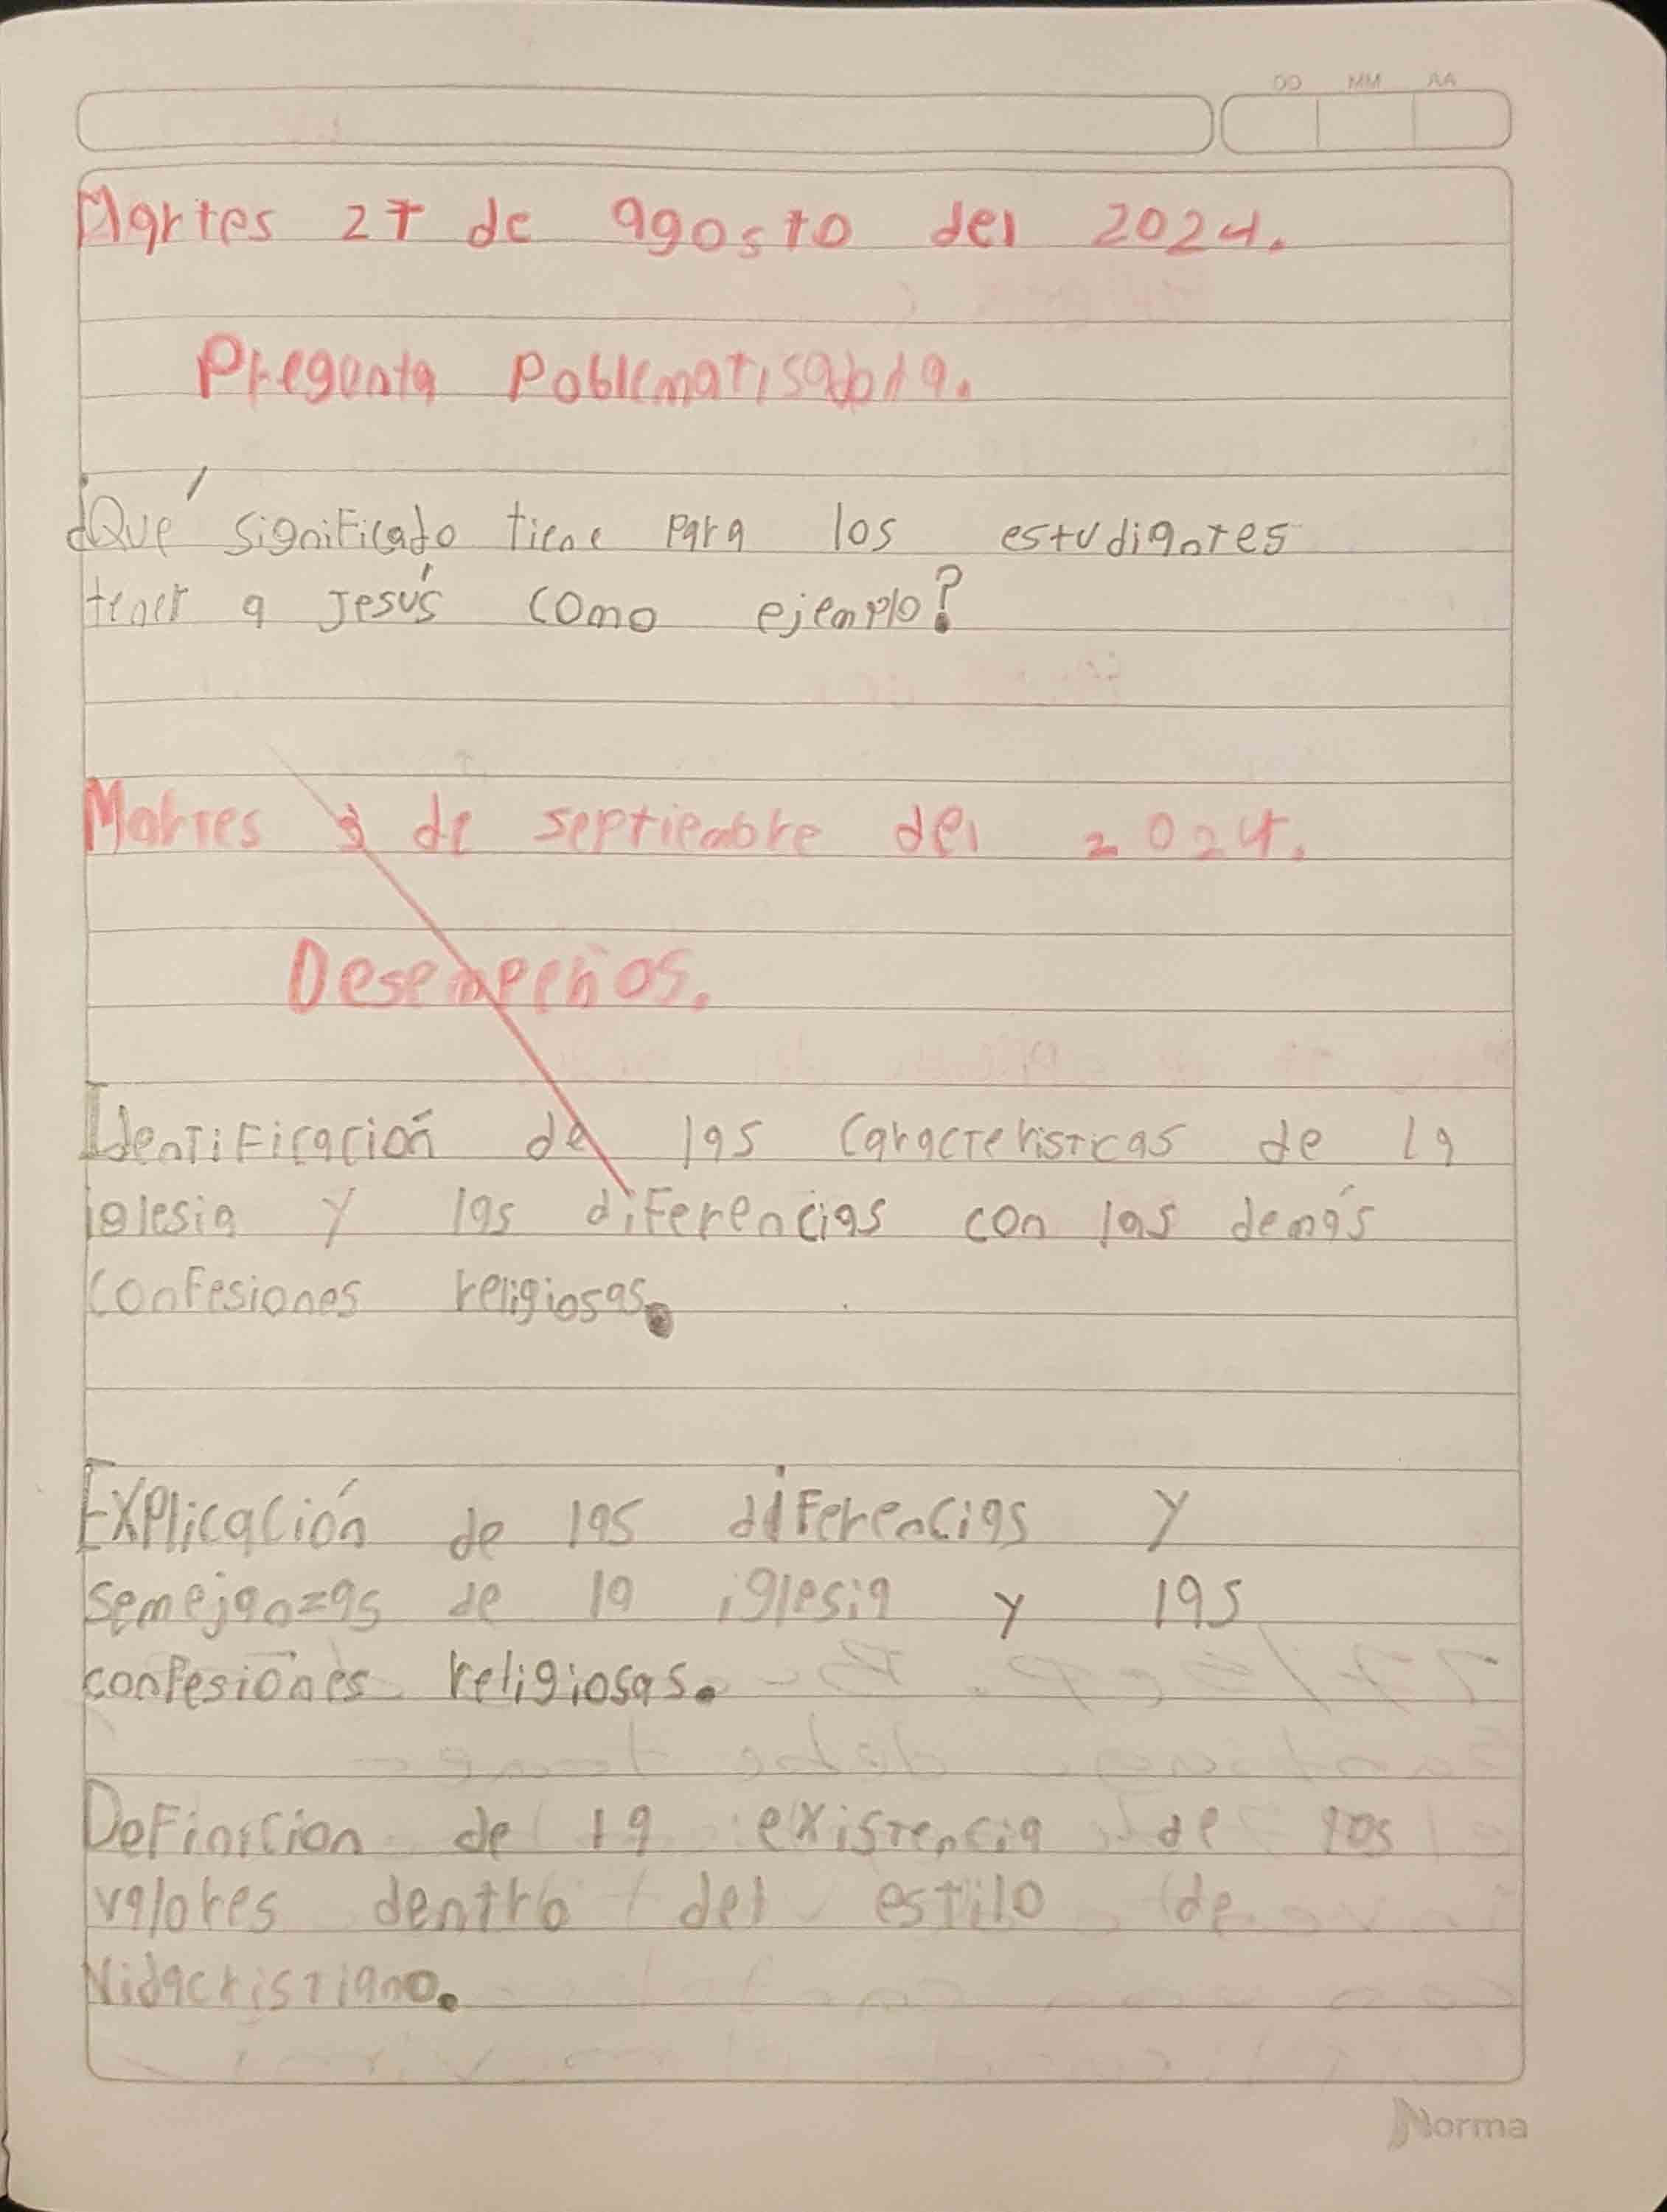 DD MM AA
Martes 27 de agosto del 2024.
Pregunta Poblematisadora.
¿Qué significado tiene para los estudiantes
tener a Jesús como ejemplo?
Mortes 3 de septiembre del 2024.
Desempeños.
Identificación de las características de la
iglesia y las diferencias con las demás
confesiones religiosas.
Explicación de las diferencias y
semejanzas de la iglesia y las
confesiones religiosas.
Definicion de la existencia de los
valores dentro del estilo de
vidacristiano.
Norma